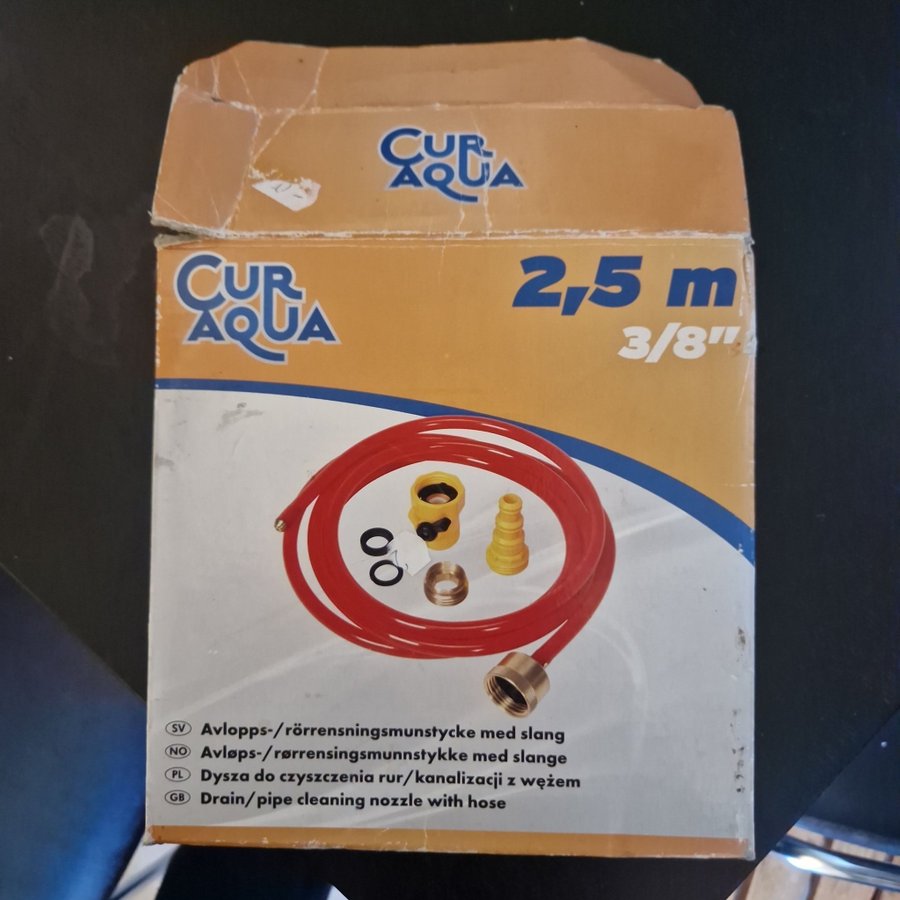 CUR
AQUA
CUR
AQUA
2,5 m
3/8"
SV Avlopps-/rörrensningsmunstycke med slang
NO Avløps-/rørrensingsmunnstykke med slange
PL Dysza do czyszczenia rur/kanalizacji z wężem
GB Drain/pipe cleaning nozzle with hose